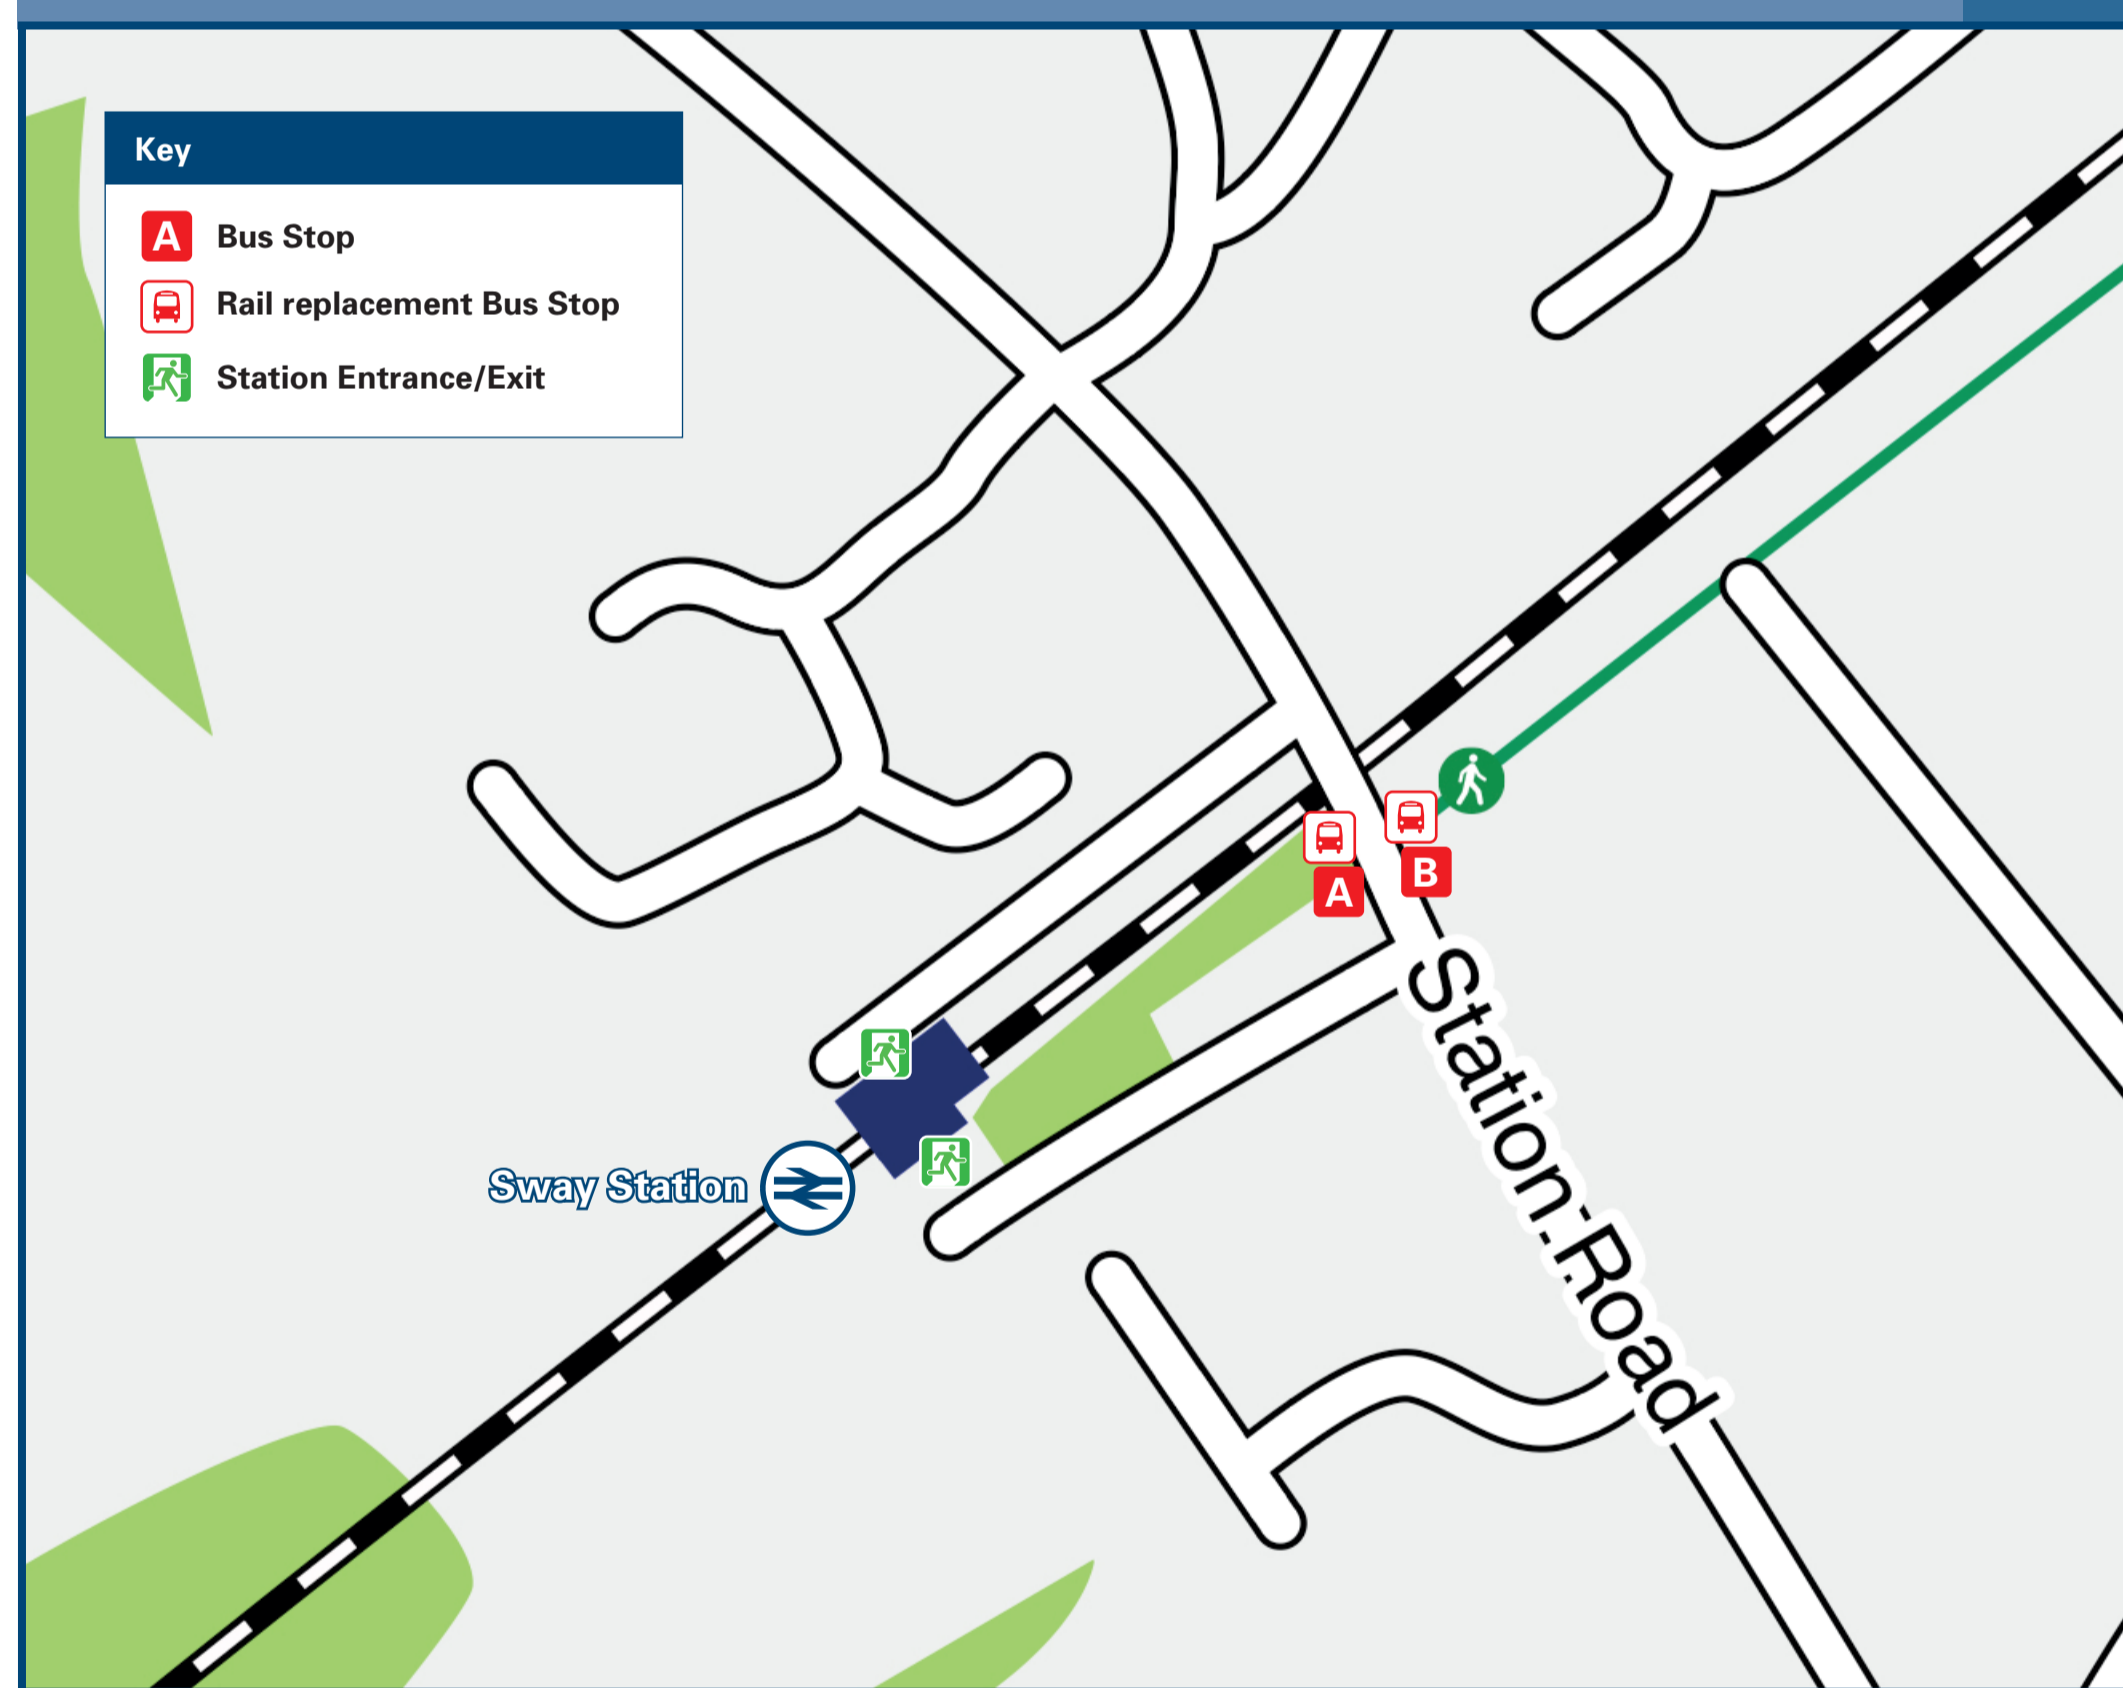 Key
A Bus Stop
Rail replacement Bus Stop
Station Entrance/Exit
A
B
Station Road
Sway Station